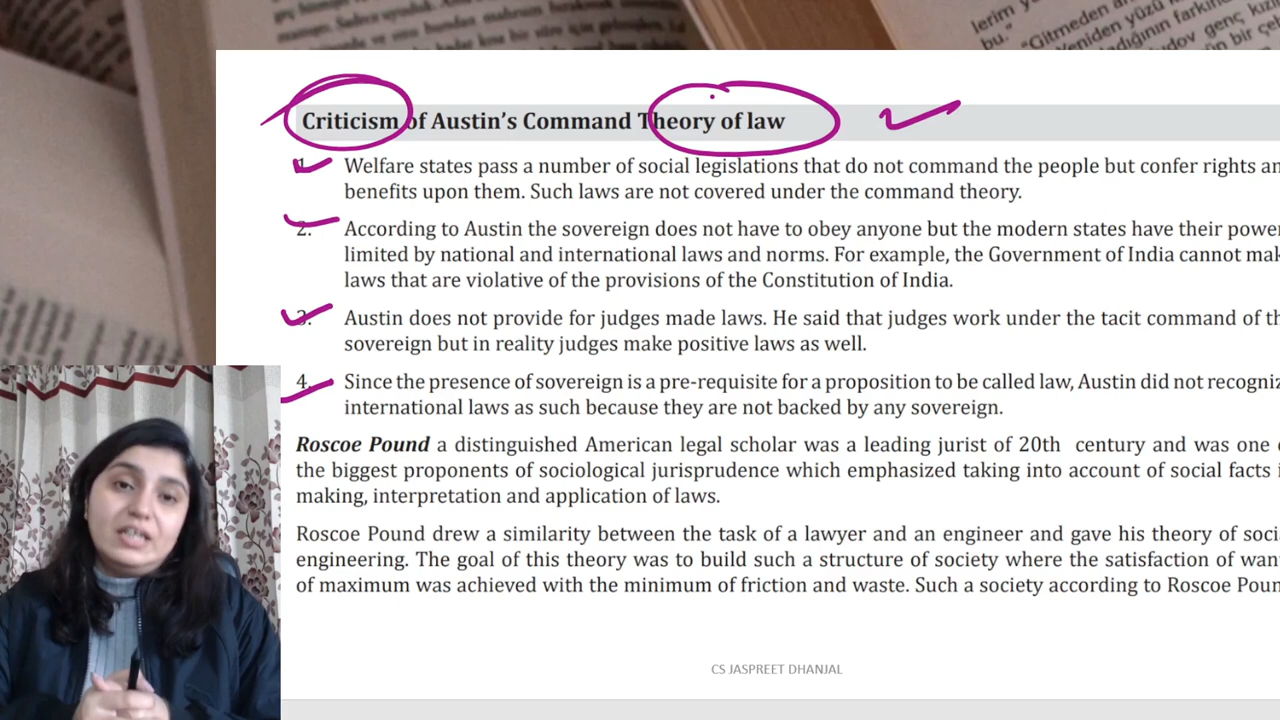 lerim y
bu."
"Gitmeden
Yeniden yüzü
genç kızl
bir çe
Criticism of Austin's Command Theory of law
1. Welfare states pass a number of social legislations that do not command the people but confer rights an
benefits upon them. Such laws are not covered under the command theory.
2. According to Austin the sovereign does not have to obey anyone but the modern states have their power
limited by national and international laws and norms. For example, the Government of India cannot mak
laws that are violative of the provisions of the Constitution of India.
3. Austin does not provide for judges made laws. He said that judges work under the tacit command of th
sovereign but in reality judges make positive laws as well.
4. Since the presence of sovereign is a pre-requisite for a proposition to be called law, Austin did not recogniz
international laws as such because they are not backed by any sovereign.
Roscoe Pound a distinguished American legal scholar was a leading jurist of 20th century and was one o
the biggest proponents of sociological jurisprudence which emphasized taking into account of social facts i
making, interpretation and application of laws.
Roscoe Pound drew a similarity between the task of a lawyer and an engineer and gave his theory of soci
engineering. The goal of this theory was to build such a structure of society where the satisfaction of wan
of maximum was achieved with the minimum of friction and waste. Such a society according to Roscoe Poun
CS JASPREET DHANJAL